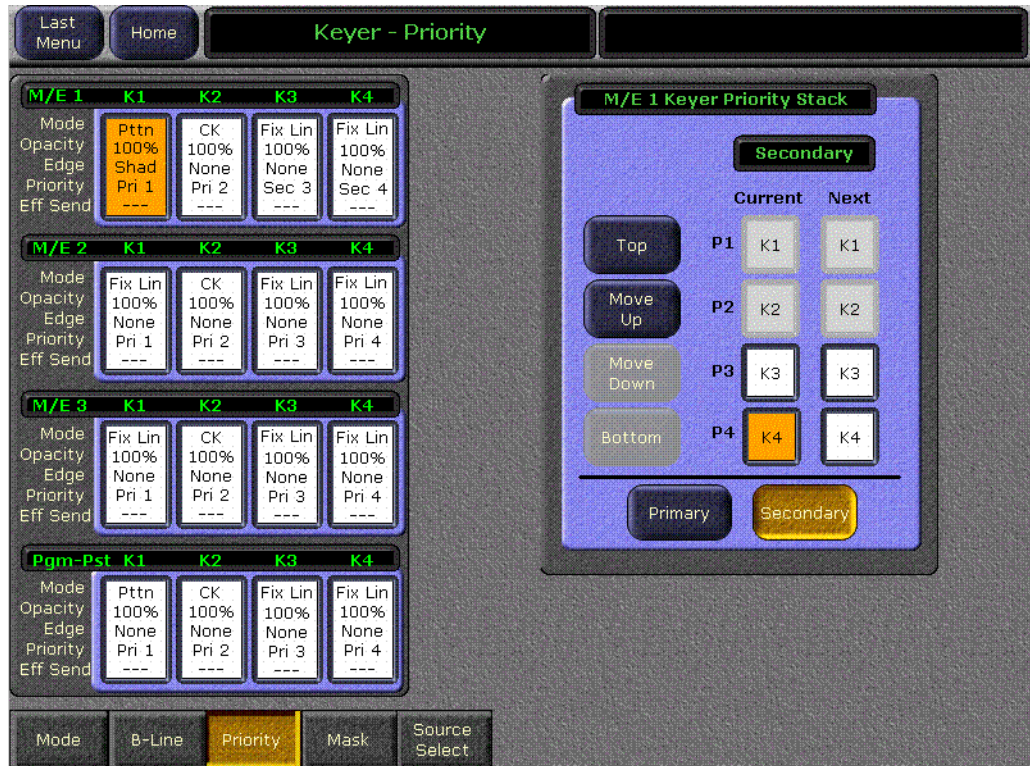 Last Menu
Home
Keyer - Priority
M/E 1 K1 K2 K3 K4
Mode Pttn CK Fix Lin Fix Lin
Opacity 100% 100% 100% 100%
Edge Shad None None None
Priority Pri 1 Pri 2 Sec 3 Sec 4
Eff Send --- --- --- ---
M/E 2 K1 K2 K3 K4
Mode Fix Lin CK Fix Lin Fix Lin
Opacity 100% 100% 100% 100%
Edge None None None None
Priority Pri 1 Pri 2 Pri 3 Pri 4
Eff Send --- --- --- ---
M/E 3 K1 K2 K3 K4
Mode Fix Lin CK Fix Lin Fix Lin
Opacity 100% 100% 100% 100%
Edge None None None None
Priority Pri 1 Pri 2 Pri 3 Pri 4
Eff Send --- --- --- ---
Pgm-Pst K1 K2 K3 K4
Mode Pttn CK Fix Lin Fix Lin
Opacity 100% 100% 100% 100%
Edge None None None None
Priority Pri 1 Pri 2 Pri 3 Pri 4
Eff Send --- --- --- ---
M/E 1 Keyer Priority Stack
Secondary
Current Next
Top P1 K1 K1
Move Up P2 K2 K2
Move Down P3 K3 K3
Bottom P4 K4 K4
Primary Secondary
Mode B-Line Priority Mask Source Select